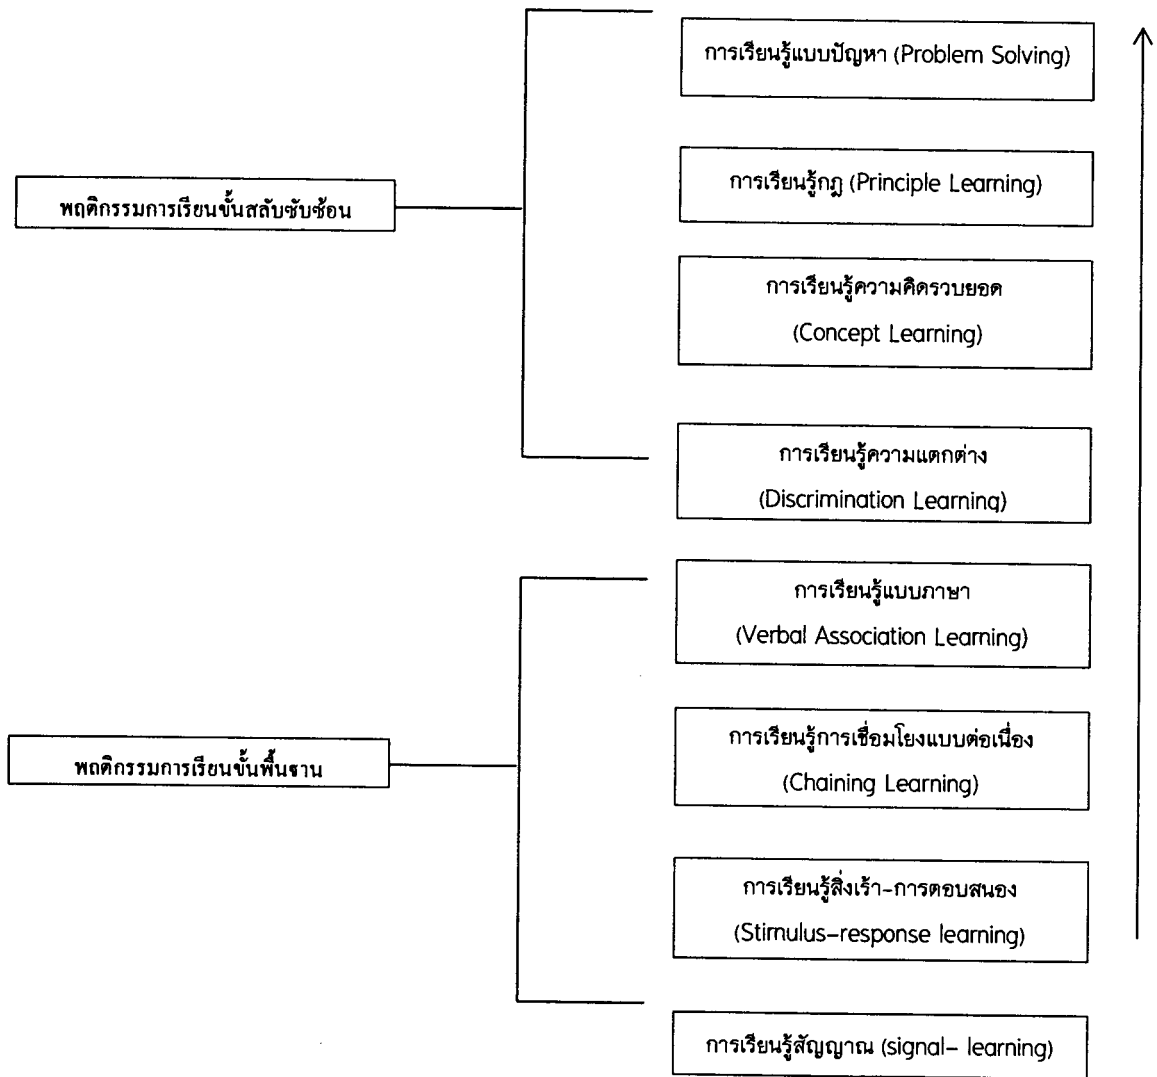 การเรียนรู้แบบปัญหา (Problem Solving)
การเรียนรู้กฎ (Principle Learning)
พฤติกรรมการเรียนขั้นสลับซับซ้อน
การเรียนรู้ความคิดรวบยอด
(Concept Learning)
การเรียนรู้ความแตกต่าง
(Discrimination Learning)
การเรียนรู้แบบภาษา
(Verbal Association Learning)
การเรียนรู้การเชื่อมโยงแบบต่อเนื่อง
(Chaining Learning)
พฤติกรรมการเรียนขั้นพื้นฐาน
การเรียนรู้สิ่งเร้า-การตอบสนอง
(Stimulus-response learning)
การเรียนรู้สัญญาณ (signal- learning)